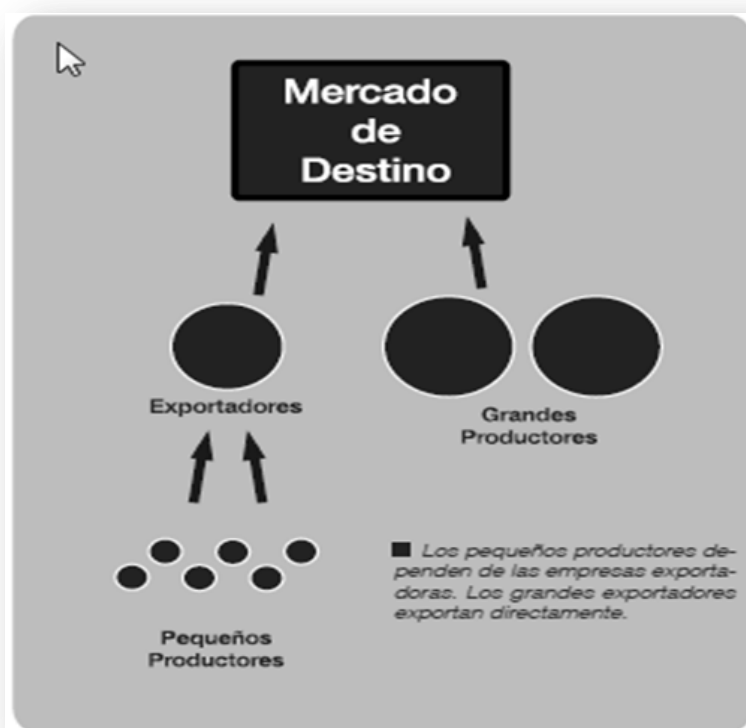 Mercado
de
Destino
Exportadores
Grandes
Productores
Los pequeños productores de-
penden de las empresas exporta-
doras. Los grandes exportadores
exportan directamente.
Pequeños
Productores